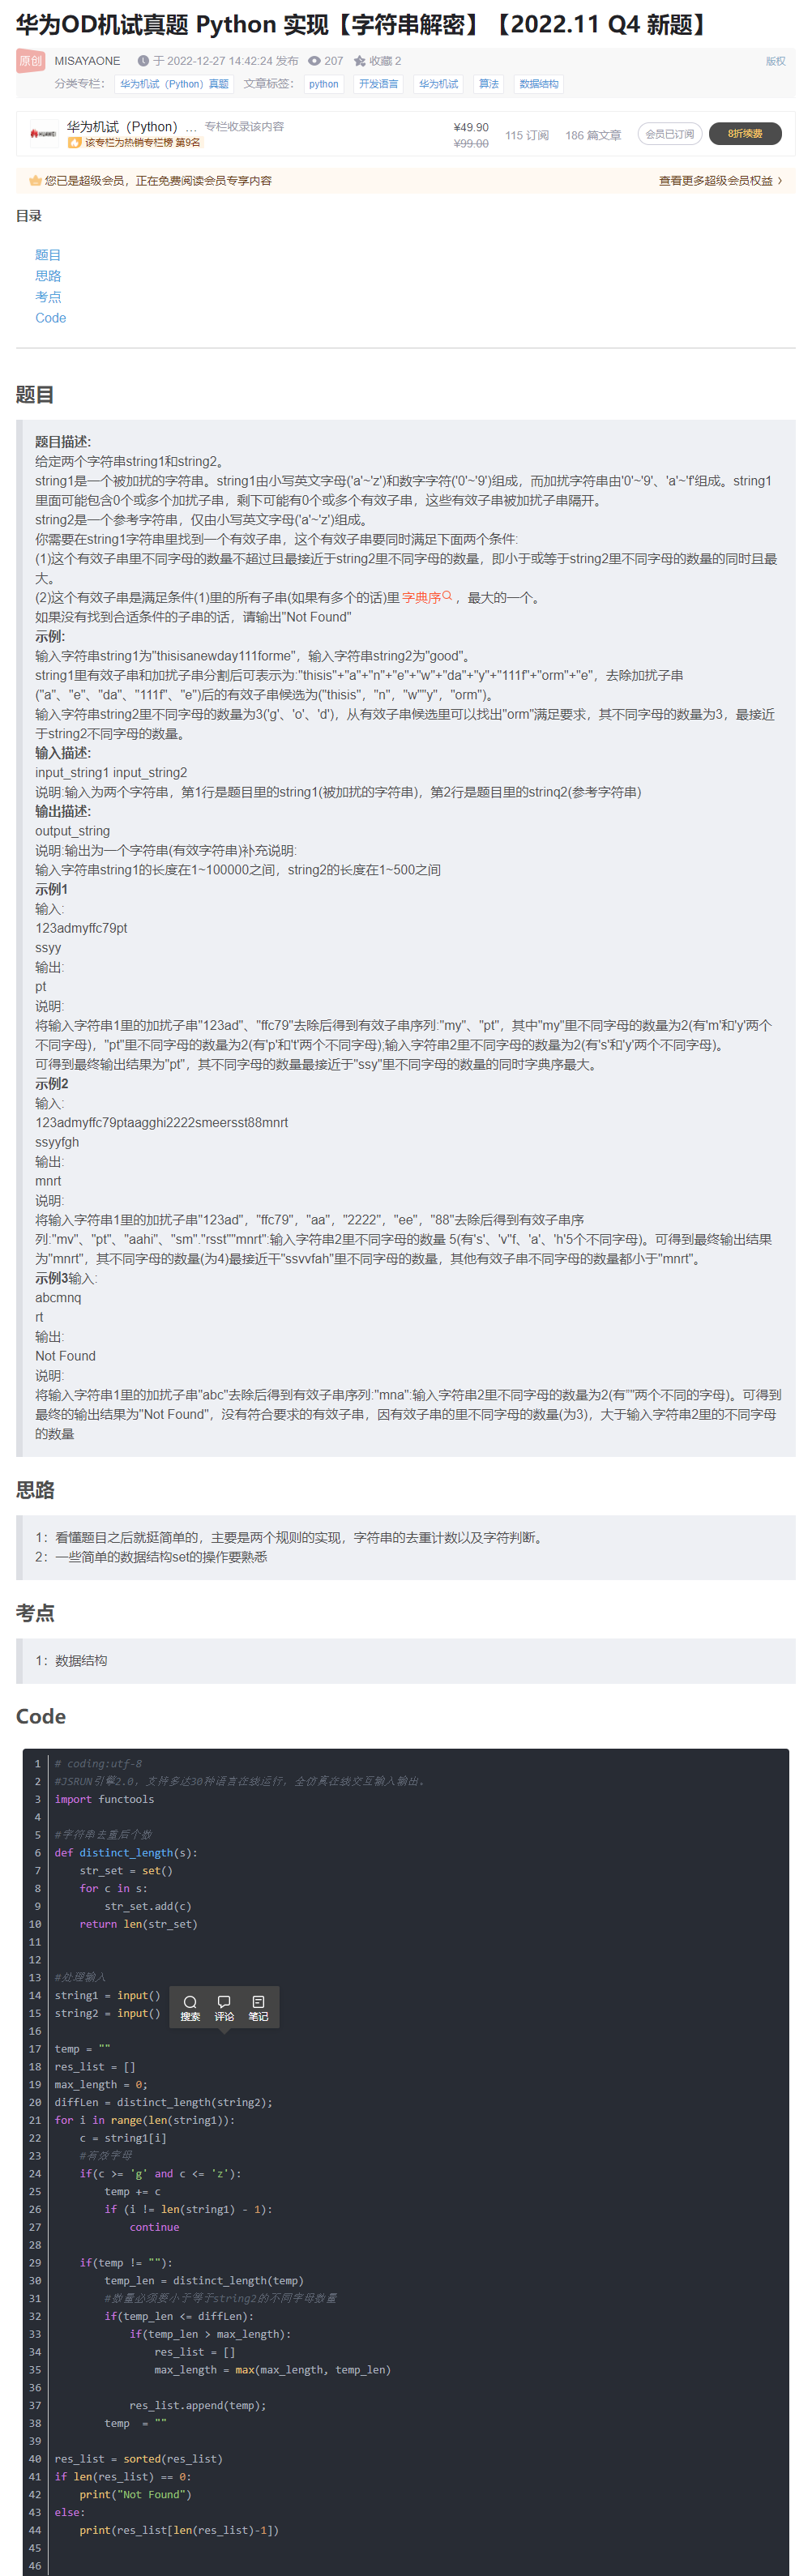 华为OD机试真题 Python 实现【字符串解密】【2022.11 Q4 新题】
原创 MISAYAONE 于 2022-12-27 14:42:24 发布 207 收藏 2 版权
分类专栏： 华为机试（Python）真题 文章标签： python 开发语言 华为机试 算法 数据结构
HUAWEI
华为机试（Python）... 专栏收录该内容
该专栏为热销专栏榜 第9名
¥49.90
¥99.00
115 订阅 186 篇文章 会员已订阅 8折续费
您已是超级会员，正在免费阅读会员专享内容 查看更多超级会员权益
目录
题目
思路
考点
Code
题目
题目描述:
给定两个字符串string1和string2。
string1是一个被加扰的字符串。string1由小写英文字母('a'~'z')和数字字符('0'~'9')组成，而加扰字符串由'0'~'9'、'a'~'f'组成。string1
里面可能包含0个或多个加扰子串，剩下可能有0个或多个有效子串，这些有效子串被加扰子串隔开。
string2是一个参考字符串，仅由小写英文字母('a'~'z')组成。
你需要在string1字符串里找到一个有效子串，这个有效子串要同时满足下面两个条件:
(1)这个有效子串里不同字母的数量不超过且最接近于string2里不同字母的数量，即小于或等于string2里不同字母的数量的同时且最
大。
(2)这个有效子串是满足条件(1)里的所有子串(如果有多个的话)里字典序，最大的一个。
如果没有找到合适条件的子串的话，请输出"Not Found"
示例:
输入字符串string1为"thisisanewday111forme"，输入字符串string2为"good"。
string1里有效子串和加扰子串分割后可表示为:"thisis"+"a"+"n"+"e"+"w"+"da"+"y"+"111f"+"orm"+"e"，去除加扰子串
("a"、"e"、"da"、"111f"、"e")后的有效子串候选为("thisis"，"n"，"w""y"，"orm")。
输入字符串string2里不同字母的数量为3('g'、'o'、'd')，从有效子串候选里可以找出"orm"满足要求，其不同字母的数量为3，最接近
于string2不同字母的数量。
输入描述:
input_string1 input_string2
说明:输入为两个字符串，第1行是题目里的string1(被加扰的字符串)，第2行是题目里的strinq2(参考字符串)
输出描述:
output_string
说明:输出为一个字符串(有效字符串)补充说明:
输入字符串string1的长度在1~100000之间，string2的长度在1~500之间
示例1
输入:
123admyffc79pt
ssyy
输出:
pt
说明:
将输入字符串1里的加扰子串"123ad"、"ffc79"去除后得到有效子串序列:"my"、"pt"，其中"my"里不同字母的数量为2(有'm'和'y'两个
不同字母)，"pt"里不同字母的数量为2(有'p'和't'两个不同字母);输入字符串2里不同字母的数量为2(有's'和'y'两个不同字母)。
可得到最终输出结果为"pt"，其不同字母的数量最接近于"ssy"里不同字母的数量的同时字典序最大。
示例2
输入:
123admyffc79ptaagghi2222smeersst88mnrt
ssyyfgh
输出:
mnrt
说明:
将输入字符串1里的加扰子串"123ad"，"ffc79"，"aa"，"2222"，"ee"，"88"去除后得到有效子串序
列:"mv"、"pt"、"aahi"、"sm"."rsst""mnrt":输入字符串2里不同字母的数量 5(有's'、'v''f、'a'、'h'5个不同字母)。可得到最终输出结果
为"mnrt"，其不同字母的数量(为4)最接近干"ssvvfah"里不同字母的数量，其他有效子串不同字母的数量都小于"mnrt"。
示例3输入:
abcmnq
rt
输出:
Not Found
说明:
将输入字符串1里的加扰子串"abc"去除后得到有效子串序列:"mna":输入字符串2里不同字母的数量为2(有""两个不同的字母)。可得到
最终的输出结果为"Not Found"，没有符合要求的有效子串，因有效子串的里不同字母的数量(为3)，大于输入字符串2里的不同字母
的数量
思路
1：看懂题目之后就挺简单的，主要是两个规则的实现，字符串的去重计数以及字符判断。
2：一些简单的数据结构set的操作要熟悉
考点
1：数据结构
Code
1 # coding:utf-8
2 #JSRUN引擎2.0，支持多达30种语言在线运行，全仿真在线交互输入输出。
3 import functools
4
5 #字符串去重后个数
6 def distinct_length(s):
7     str_set = set()
8     for c in s:
9         str_set.add(c)
10     return len(str_set)
11
12
13 #处理输入
14 string1 = input()
15 string2 = input()
搜索 评论 笔记
16
17 temp = ""
18 res_list = []
19 max_length = 0;
20 diffLen = distinct_length(string2);
21 for i in range(len(string1)):
22     c = string1[i]
23     #有效字母
24     if(c >= 'g' and c <= 'z'):
25         temp += c
26         if (i != len(string1) - 1):
27             continue
28
29     if(temp != ""):
30         temp_len = distinct_length(temp)
31         #数量必须要小于等于string2的不同字母数量
32         if(temp_len <= diffLen):
33             if(temp_len > max_length):
34                 res_list = []
35                 max_length = max(max_length, temp_len)
36
37             res_list.append(temp);
38         temp  = ""
39
40 res_list = sorted(res_list)
41 if len(res_list) == 0:
42     print("Not Found")
43 else:
44     print(res_list[len(res_list)-1])
45
46